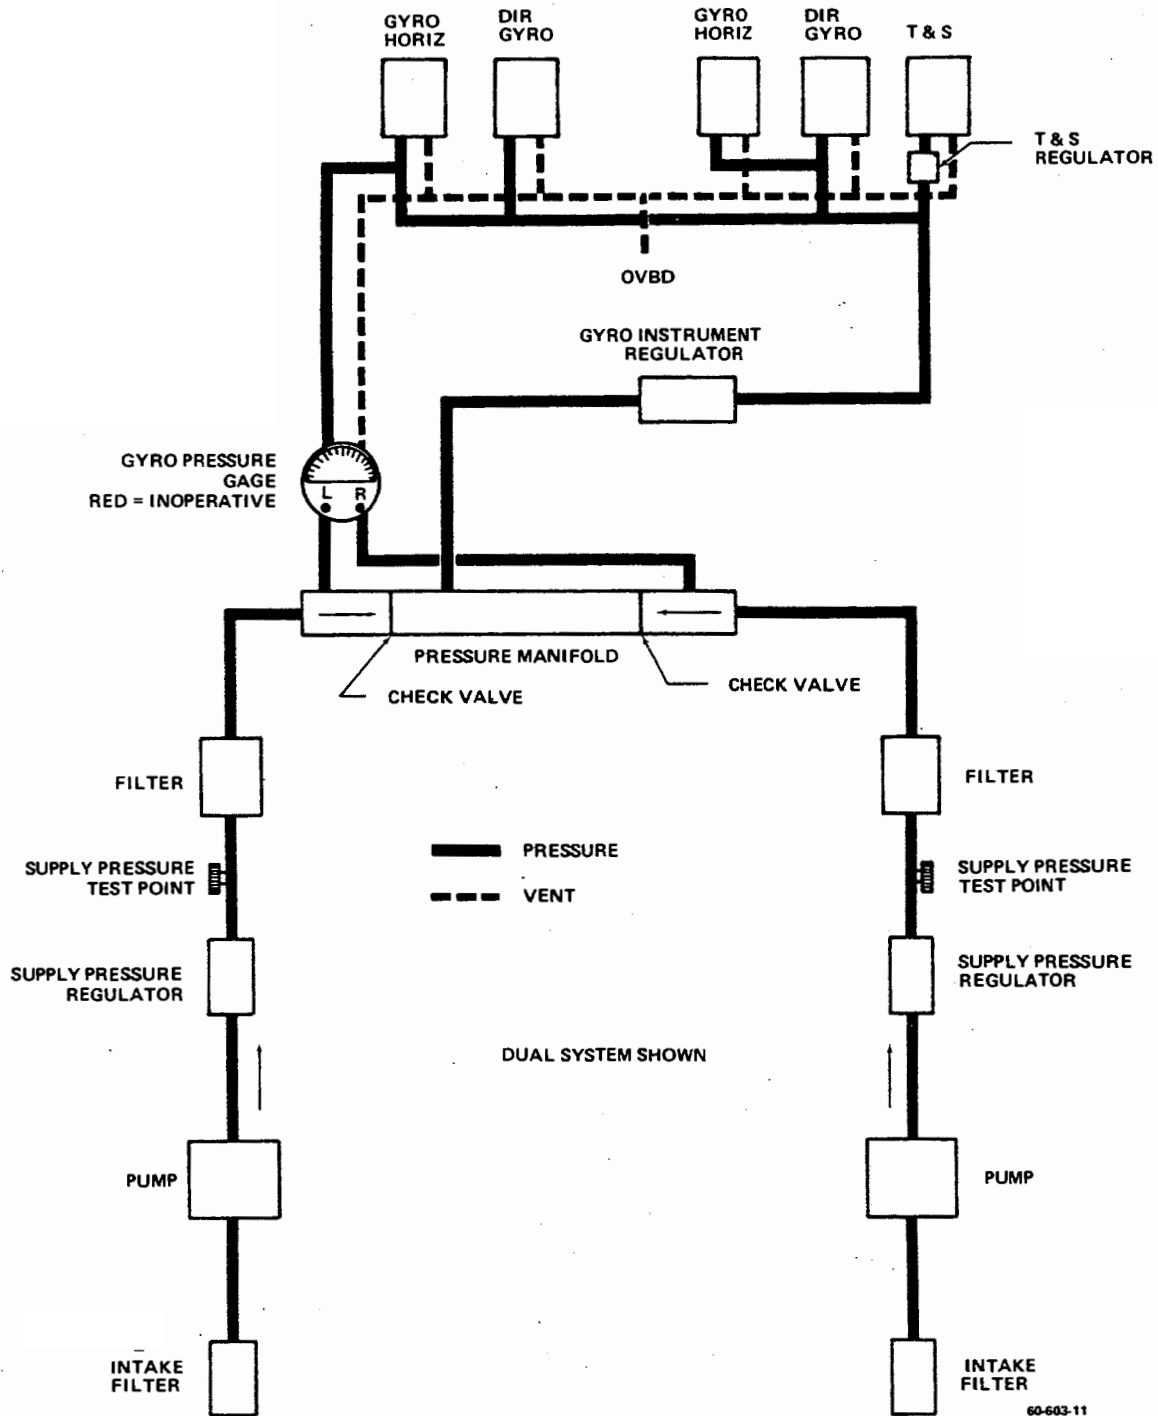 GYRO
HORIZ
DIR
GYRO
GYRO
HORIZ
DIR
GYRO
T & S
T & S
REGULATOR
OVBD
GYRO INSTRUMENT
REGULATOR
GYRO PRESSURE
GAGE
RED = INOPERATIVE
L R
PRESSURE MANIFOLD
CHECK VALVE
CHECK VALVE
FILTER
FILTER
SUPPLY PRESSURE
TEST POINT
PRESSURE
VENT
SUPPLY PRESSURE
TEST POINT
SUPPLY PRESSURE
REGULATOR
SUPPLY PRESSURE
REGULATOR
DUAL SYSTEM SHOWN
PUMP
PUMP
INTAKE
FILTER
INTAKE
FILTER
60-603-11